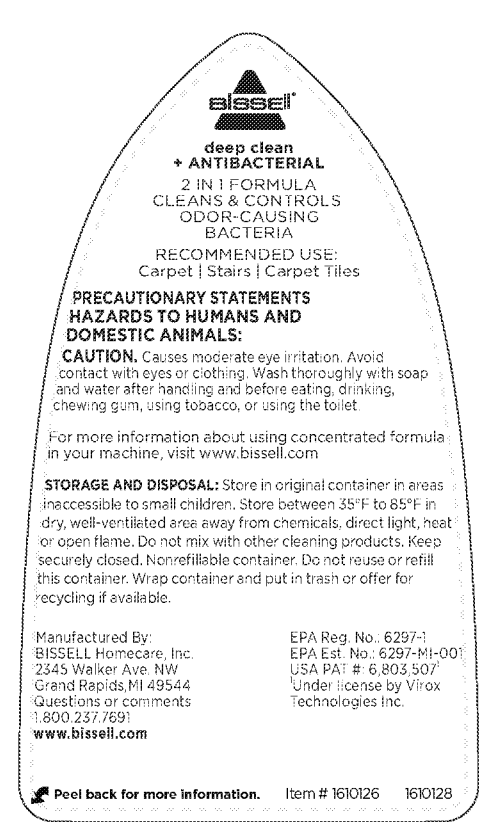 BISSELL®
deep clean
+ ANTIBACTERIAL
2 IN 1 FORMULA
CLEANS & CONTROLS
ODOR-CAUSING
BACTERIA
RECOMMENDED USE:
Carpet | Stairs | Carpet Tiles
PRECAUTIONARY STATEMENTS
HAZARDS TO HUMANS AND
DOMESTIC ANIMALS:
CAUTION. Causes moderate eye irritation. Avoid
contact with eyes or clothing. Wash thoroughly with soap
and water after handling and before eating, drinking,
chewing gum, using tobacco, or using the toilet.
For more information about using concentrated formula
in your machine, visit www.bissell.com
STORAGE AND DISPOSAL: Store in original container in areas
inaccessible to small children. Store between 35°F to 85°F in
dry, well-ventilated area away from chemicals, direct light, heat
or open flame. Do not mix with other cleaning products. Keep
securely closed. Nonrefillable container. Do not reuse or refill
this container. Wrap container and put in trash or offer for
recycling if available.
Manufactured By:
BISSELL Homecare, Inc.
2345 Walker Ave. NW
Grand Rapids, MI 49544
Questions or comments
1.800.237.7691
www.bissell.com
EPA Reg. No.: 6297-1
EPA Est. No.: 6297-MI-001
USA PAT #: 6,803,507¹
¹Under license by Virox
Technologies Inc.
Peel back for more information. Item # 1610126 1610128